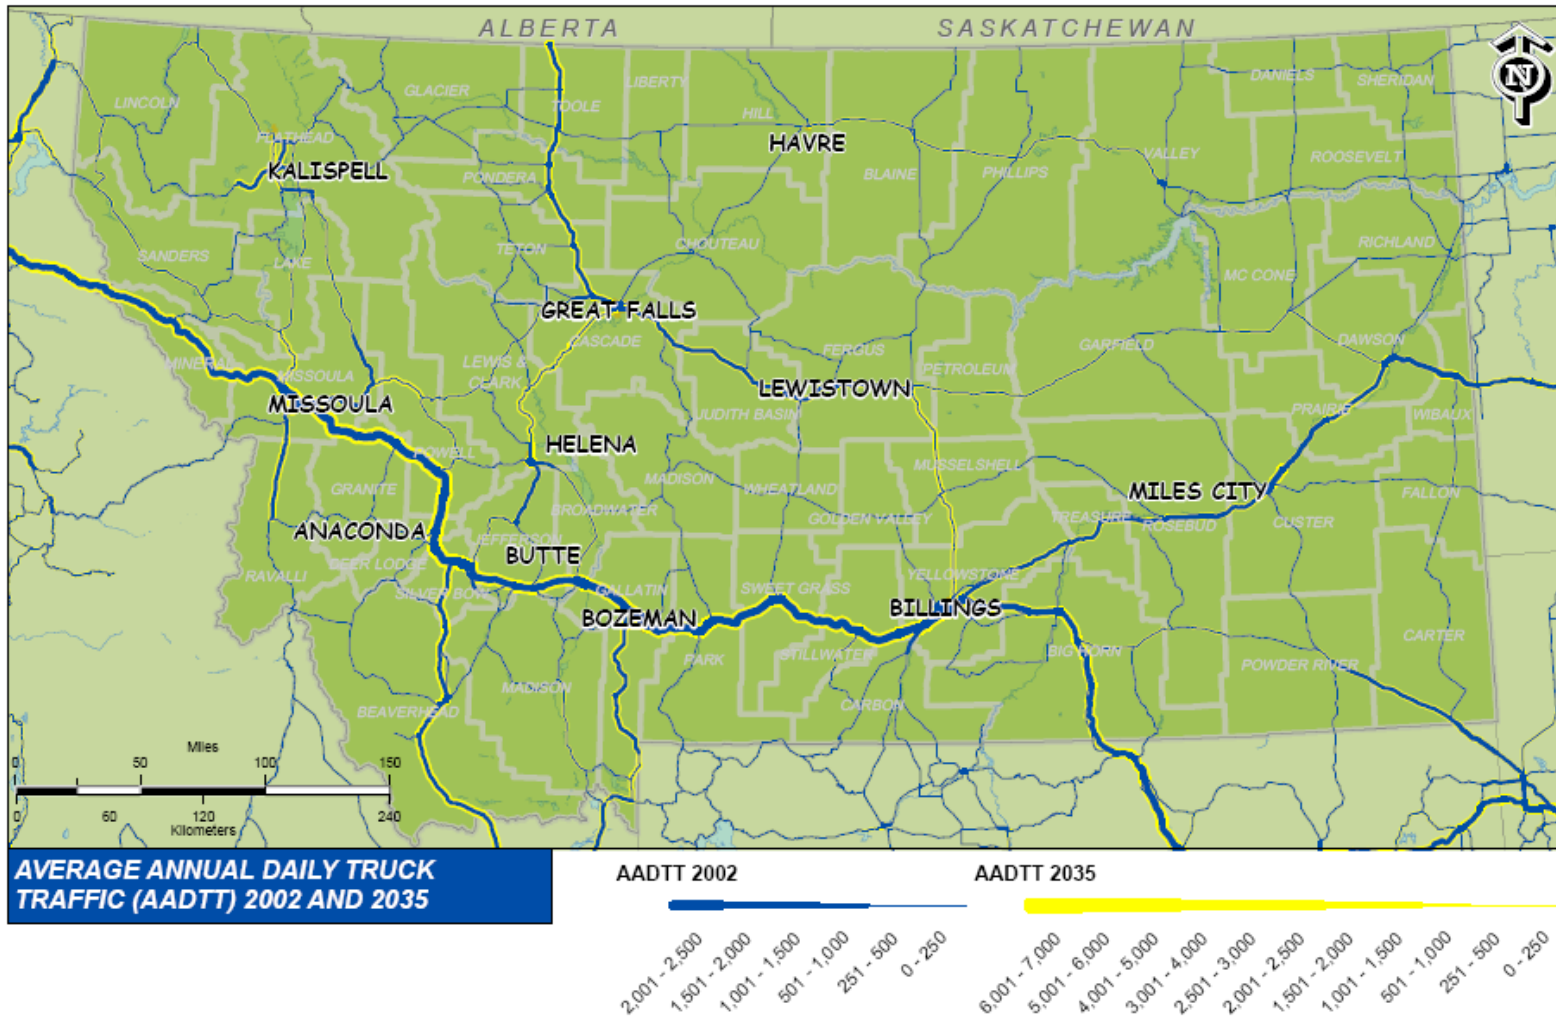 ALBERTA
SASKATCHEWAN
N
LINCOLN
FLATHEAD
KALISPELL
GLACIER
TOOLE
LIBERTY
HILL
HAVRE
BLAINE
PHILLIPS
VALLEY
DANIELS
SHERIDAN
ROOSEVELT
PONDERA
SANDERS
LAKE
TETON
CHOUTEAU
MC CONE
RICHLAND
GREAT FALLS
CASCADE
FERGUS
PETROLEUM
GARFIELD
DAWSON
MINERAL
MISSOULA
MISSOULA
LEWIS &
CLARK
LEWISTOWN
JUDITH BASIN
PRAIRIE
WIBAUX
HELENA
POWELL
MADISON
WHEATLAND
MUSSELSHELL
GRANITE
BROADWATER
GOLDEN VALLEY
TREASURE
ROSEBUD
MILES CITY
CUSTER
FALLON
ANACONDA
JEFFERSON
BUTTE
DEER LODGE
RAVALLI
SILVER BOW
GALLATIN
BOZEMAN
SWEET GRASS
YELLOWSTONE
BILLINGS
PARK
STILLWATER
BIG HORN
POWDER RIVER
CARTER
MADISON
BEAVERHEAD
CARBON
Miles
0 50 100 150
0 60 120 240
Kilometers
AVERAGE ANNUAL DAILY TRUCK
TRAFFIC (AADTT) 2002 AND 2035
AADTT 2002
2,001 - 2,500
1,501 - 2,000
1,001 - 1,500
501 - 1,000
251 - 500
0 - 250
AADTT 2035
6,001 - 7,000
5,001 - 6,000
4,001 - 5,000
3,001 - 4,000
2,501 - 3,000
2,001 - 2,500
1,501 - 2,000
1,001 - 1,500
501 - 1,000
251 - 500
0 - 250